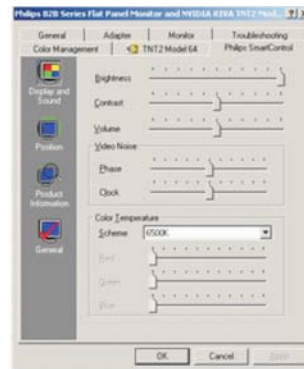 Philips B2B Series Flat Panel Monitor and NVIDIA RIVA TNT2 Mod...
General Adapter Monitor Troubleshooting
Color Management TNT2 Model 64 Philips SmartControl
Display and
Sound
Position
Product
Information
General
Brightness
Contrast
Volume
Video Noise
Phase
Clock
Color Temperature
Scheme 6500K
Red
Green
Blue
OK Cancel Apply